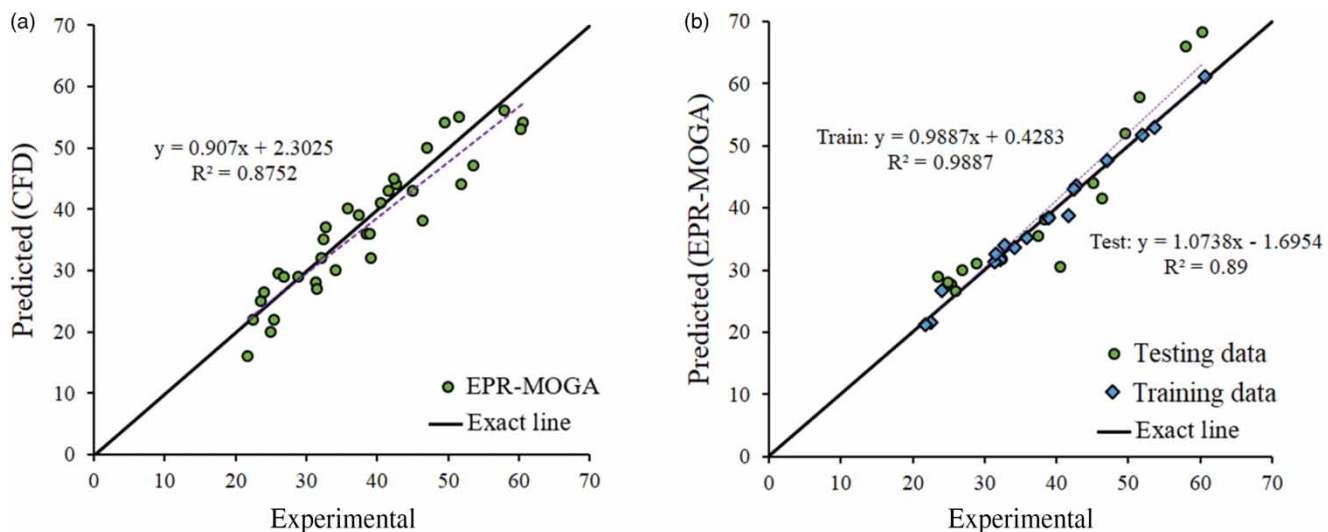 (a)
Predicted (CFD)
70
60
50
40
30
20
10
0
y = 0.907x + 2.3025
R² = 0.8752
EPR-MOGA
Exact line
0 10 20 30 40 50 60 70
Experimental
(b)
Predicted (EPR-MOGA)
70
60
50
40
30
20
10
0
Train: y = 0.9887x + 0.4283
R² = 0.9887
Test: y = 1.0738x - 1.6954
R² = 0.89
Testing data
Training data
Exact line
0 10 20 30 40 50 60 70
Experimental